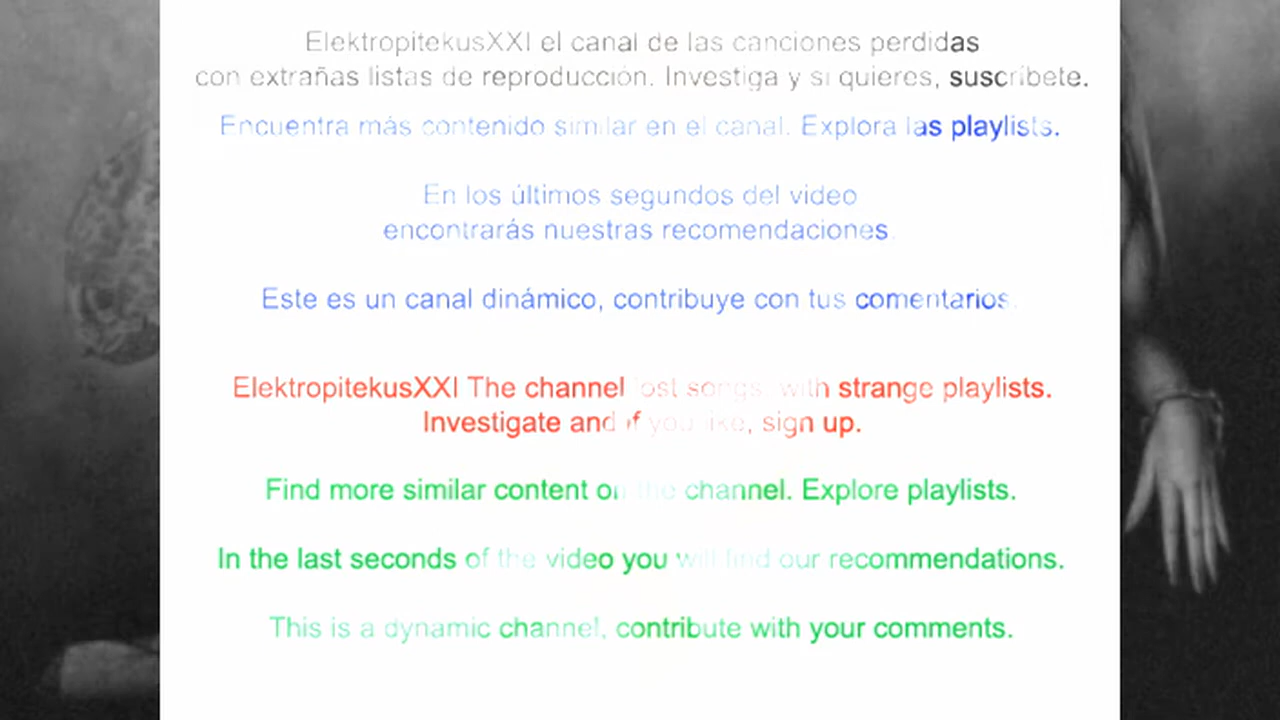 ElektropitekusXXI el canal de las canciones perdidas
con extrañas listas de reproducción. Investiga y si quieres, suscríbete.
Encuentra más contenido similar en el canal. Explora las playlists.
En los últimos segundos del video
encontrarás nuestras recomendaciones.
Este es un canal dinámico, contribuye con tus comentarios.
ElektropitekusXXI The channel lost songs, with strange playlists.
Investigate and if you like, sign up.
Find more similar content on the channel. Explore playlists.
In the last seconds of the video you will find our recommendations.
This is a dynamic channel, contribute with your comments.